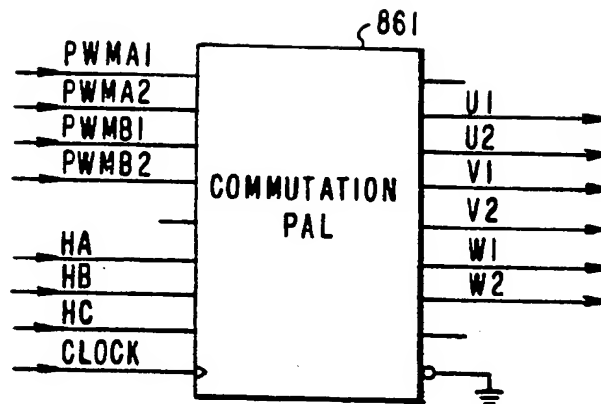 861
PWMA1
PWMA2
PWMB1
PWMB2
HA
HB
HC
CLOCK
COMMUTATION
PAL
U1
U2
V1
V2
W1
W2